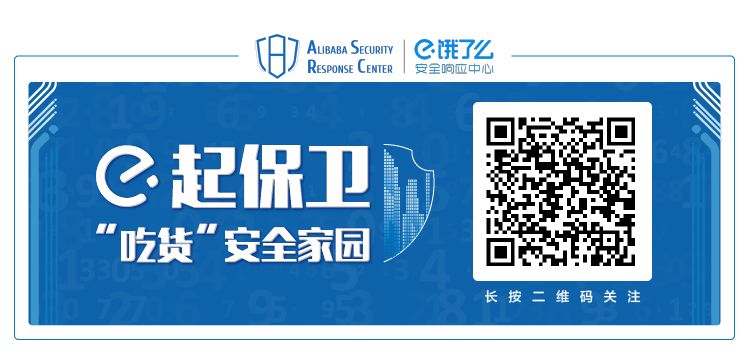 ALIBABA SECURITY
RESPONSE CENTER
e饿了么
安全响应中心
e起保卫
“吃货”安全家园
长按二维码关注